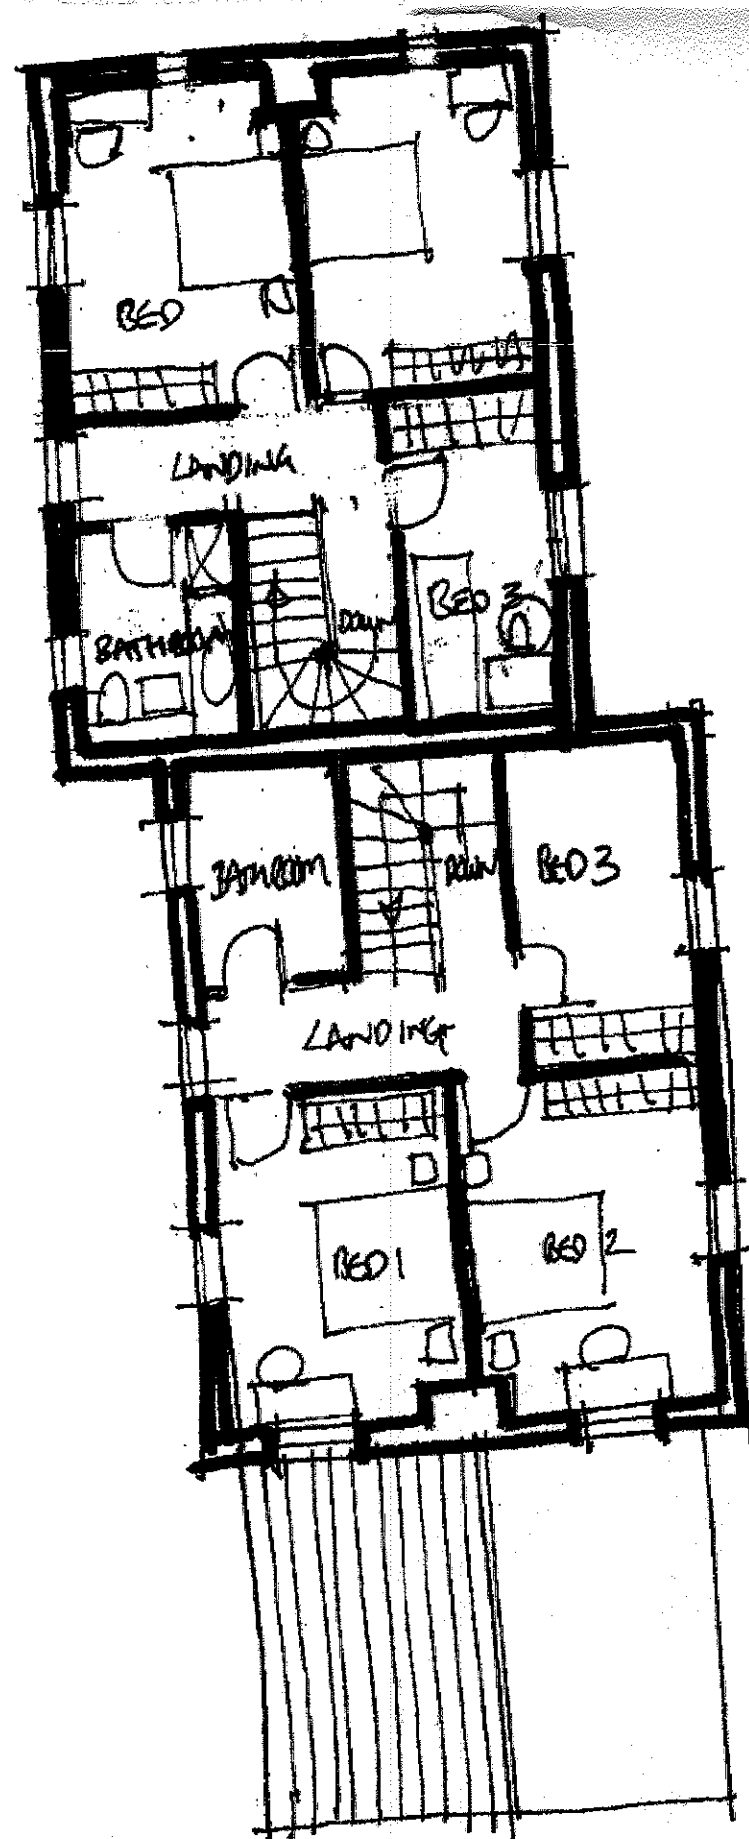 BED
LANDING
BED 3
DOWN
BATHROOM
BATHROOM
DOWN
BED 3
LANDING
BED 1
BED 2